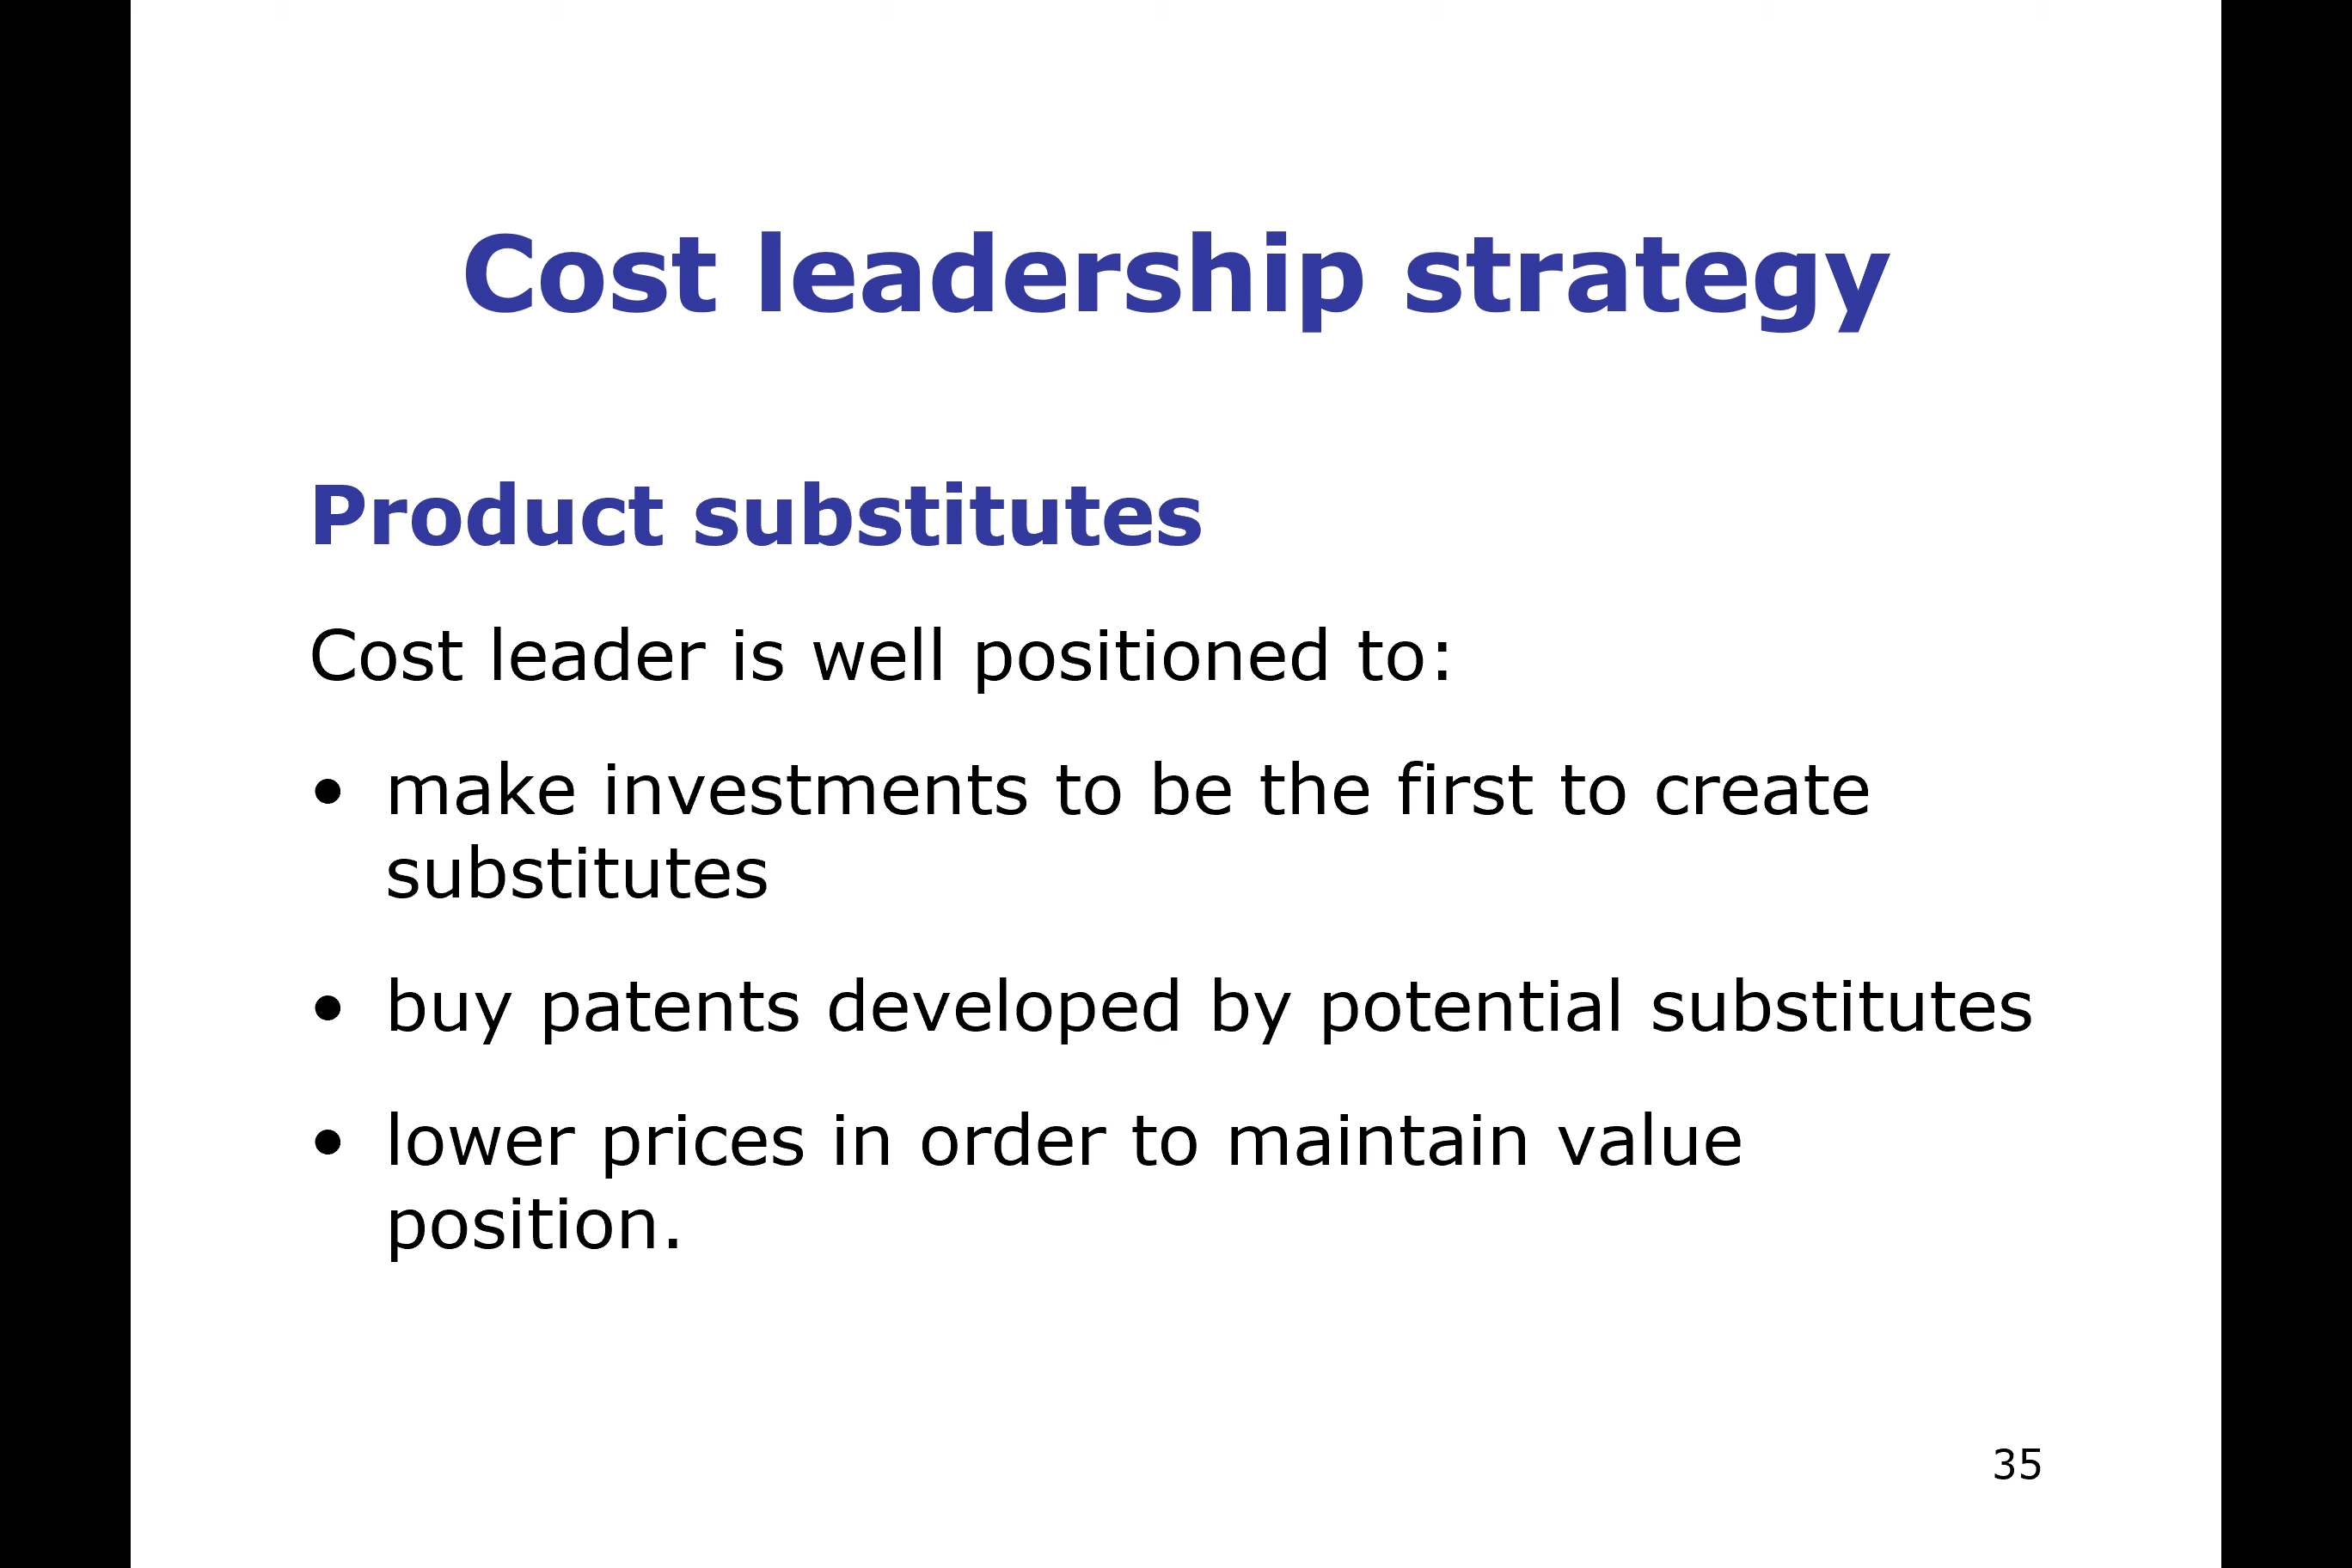 Cost leadership strategy
Product substitutes
Cost leader is well positioned to:
• make investments to be the first to create
substitutes
• buy patents developed by potential substitutes
• lower prices in order to maintain value
position.
35